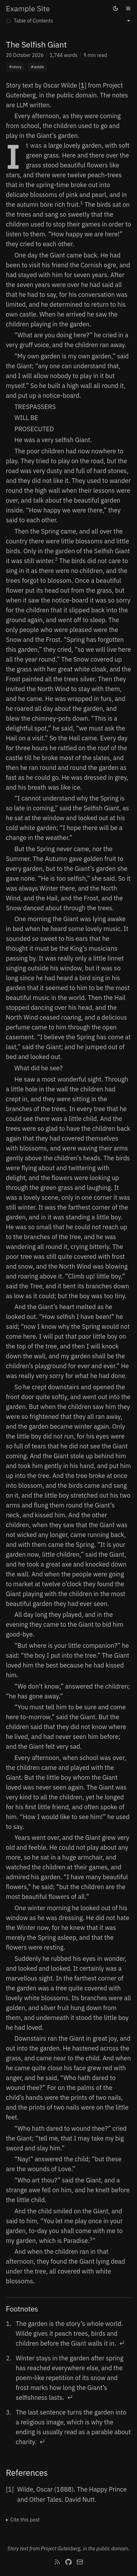 Example Site
Table of Contents
The Selfish Giant
20 October 2026 | 1,744 words | 9 min read
#story #wilde
Story text by Oscar Wilde [1] from Project
Gutenberg, in the public domain. The notes
are LLM written.
Every afternoon, as they were coming
from school, the children used to go and
play in the Giant’s garden.
It was a large lovely garden, with soft
green grass. Here and there over the
grass stood beautiful flowers like
stars, and there were twelve peach-trees
that in the spring-time broke out into
delicate blossoms of pink and pearl, and in
the autumn bore rich fruit.1 The birds sat on
the trees and sang so sweetly that the
children used to stop their games in order
to listen to them. “How happy we are here!”
they cried to each other.
One day the Giant came back. He had
been to visit his friend the Cornish ogre, and
had stayed with him for seven years. After
the seven years were over he had said all
that he had to say, for his conversation was
limited, and he determined to return to his
own castle. When he arrived he saw the
children playing in the garden.
“What are you doing here?” he cried in a
very gruff voice, and the children ran away.
“My own garden is my own garden,” said
the Giant; “any one can understand that,
and I will allow nobody to play in it but
myself.” So he built a high wall all round it,
and put up a notice-board.
TRESPASSERS
WILL BE
PROSECUTED
He was a very selfish Giant.
The poor children had now nowhere to
play. They tried to play on the road, but the
road was very dusty and full of hard stones,
and they did not like it. They used to wander
round the high wall when their lessons were
over, and talk about the beautiful garden
inside. “How happy we were there,” they
said to each other.
Then the Spring came, and all over the
country there were little blossoms and little
birds. Only in the garden of the Selfish Giant
it was still winter.2 The birds did not care to
sing in it as there were no children, and the
trees forgot to blossom. Once a beautiful
flower put its head out from the grass, but
when it saw the notice-board it was so sorry
for the children that it slipped back into the
ground again, and went off to sleep. The
only people who were pleased were the
Snow and the Frost. “Spring has forgotten
this garden,” they cried, “so we will live here
all the year round.” The Snow covered up
the grass with her great white cloak, and the
Frost painted all the trees silver. Then they
invited the North Wind to stay with them,
and he came. He was wrapped in furs, and
he roared all day about the garden, and
blew the chimney-pots down. “This is a
delightful spot,” he said, “we must ask the
Hail on a visit.” So the Hail came. Every day
for three hours he rattled on the roof of the
castle till he broke most of the slates, and
then he ran round and round the garden as
fast as he could go. He was dressed in grey,
and his breath was like ice.
“I cannot understand why the Spring is
so late in coming,” said the Selfish Giant, as
he sat at the window and looked out at his
cold white garden; “I hope there will be a
change in the weather.”
But the Spring never came, nor the
Summer. The Autumn gave golden fruit to
every garden, but to the Giant’s garden she
gave none. “He is too selfish,” she said. So it
was always Winter there, and the North
Wind, and the Hail, and the Frost, and the
Snow danced about through the trees.
One morning the Giant was lying awake
in bed when he heard some lovely music. It
sounded so sweet to his ears that he
thought it must be the King’s musicians
passing by. It was really only a little linnet
singing outside his window, but it was so
long since he had heard a bird sing in his
garden that it seemed to him to be the most
beautiful music in the world. Then the Hail
stopped dancing over his head, and the
North Wind ceased roaring, and a delicious
perfume came to him through the open
casement. “I believe the Spring has come at
last,” said the Giant; and he jumped out of
bed and looked out.
What did he see?
He saw a most wonderful sight. Through
a little hole in the wall the children had
crept in, and they were sitting in the
branches of the trees. In every tree that he
could see there was a little child. And the
trees were so glad to have the children back
again that they had covered themselves
with blossoms, and were waving their arms
gently above the children’s heads. The birds
were flying about and twittering with
delight, and the flowers were looking up
through the green grass and laughing. It
was a lovely scene, only in one corner it was
still winter. It was the farthest corner of the
garden, and in it was standing a little boy.
He was so small that he could not reach up
to the branches of the tree, and he was
wandering all round it, crying bitterly. The
poor tree was still quite covered with frost
and snow, and the North Wind was blowing
and roaring above it. “Climb up! little boy,”
said the Tree, and it bent its branches down
as low as it could; but the boy was too tiny.
And the Giant’s heart melted as he
looked out. “How selfish I have been!” he
said; “now I know why the Spring would not
come here. I will put that poor little boy on
the top of the tree, and then I will knock
down the wall, and my garden shall be the
children’s playground for ever and ever.” He
was really very sorry for what he had done.
So he crept downstairs and opened the
front door quite softly, and went out into the
garden. But when the children saw him they
were so frightened that they all ran away,
and the garden became winter again. Only
the little boy did not run, for his eyes were
so full of tears that he did not see the Giant
coming. And the Giant stole up behind him
and took him gently in his hand, and put him
up into the tree. And the tree broke at once
into blossom, and the birds came and sang
on it, and the little boy stretched out his two
arms and flung them round the Giant’s
neck, and kissed him. And the other
children, when they saw that the Giant was
not wicked any longer, came running back,
and with them came the Spring. “It is your
garden now, little children,” said the Giant,
and he took a great axe and knocked down
the wall. And when the people were going
to market at twelve o’clock they found the
Giant playing with the children in the most
beautiful garden they had ever seen.
All day long they played, and in the
evening they came to the Giant to bid him
good-bye.
“But where is your little companion?” he
said: “the boy I put into the tree.” The Giant
loved him the best because he had kissed
him.
“We don’t know,” answered the children;
“he has gone away.”
“You must tell him to be sure and come
here to-morrow,” said the Giant. But the
children said that they did not know where
he lived, and had never seen him before;
and the Giant felt very sad.
Every afternoon, when school was over,
the children came and played with the
Giant. But the little boy whom the Giant
loved was never seen again. The Giant was
very kind to all the children, yet he longed
for his first little friend, and often spoke of
him. “How I would like to see him!” he used
to say.
Years went over, and the Giant grew very
old and feeble. He could not play about any
more, so he sat in a huge armchair, and
watched the children at their games, and
admired his garden. “I have many beautiful
flowers,” he said; “but the children are the
most beautiful flowers of all.”
One winter morning he looked out of his
window as he was dressing. He did not hate
the Winter now, for he knew that it was
merely the Spring asleep, and that the
flowers were resting.
Suddenly he rubbed his eyes in wonder,
and looked and looked. It certainly was a
marvellous sight. In the farthest corner of
the garden was a tree quite covered with
lovely white blossoms. Its branches were all
golden, and silver fruit hung down from
them, and underneath it stood the little boy
he had loved.
Downstairs ran the Giant in great joy, and
out into the garden. He hastened across the
grass, and came near to the child. And when
he came quite close his face grew red with
anger, and he said, “Who hath dared to
wound thee?” For on the palms of the
child’s hands were the prints of two nails,
and the prints of two nails were on the little
feet.
“Who hath dared to wound thee?” cried
the Giant; “tell me, that I may take my big
sword and slay him.”
“Nay!” answered the child; “but these
are the wounds of Love.”
“Who art thou?” said the Giant, and a
strange awe fell on him, and he knelt before
the little child.
And the child smiled on the Giant, and
said to him, “You let me play once in your
garden, to-day you shall come with me to
my garden, which is Paradise.3”
And when the children ran in that
afternoon, they found the Giant lying dead
under the tree, all covered with white
blossoms.
Footnotes
1. The garden is the story’s whole world.
Wilde gives it peach trees, birds and
children before the Giant walls it in. ↩
2. Winter stays in the garden after spring
has reached everywhere else, and the
poem-like repetition of its snow and
frost marks how long the Giant’s
selfishness lasts. ↩
3. The last sentence turns the garden into
a religious image, which is why the
ending is usually read as a parable about
charity. ↩
References
[1] Wilde, Oscar (1888). The Happy Prince
and Other Tales. David Nutt.
Cite this post
Story text from Project Gutenberg, in the public domain.